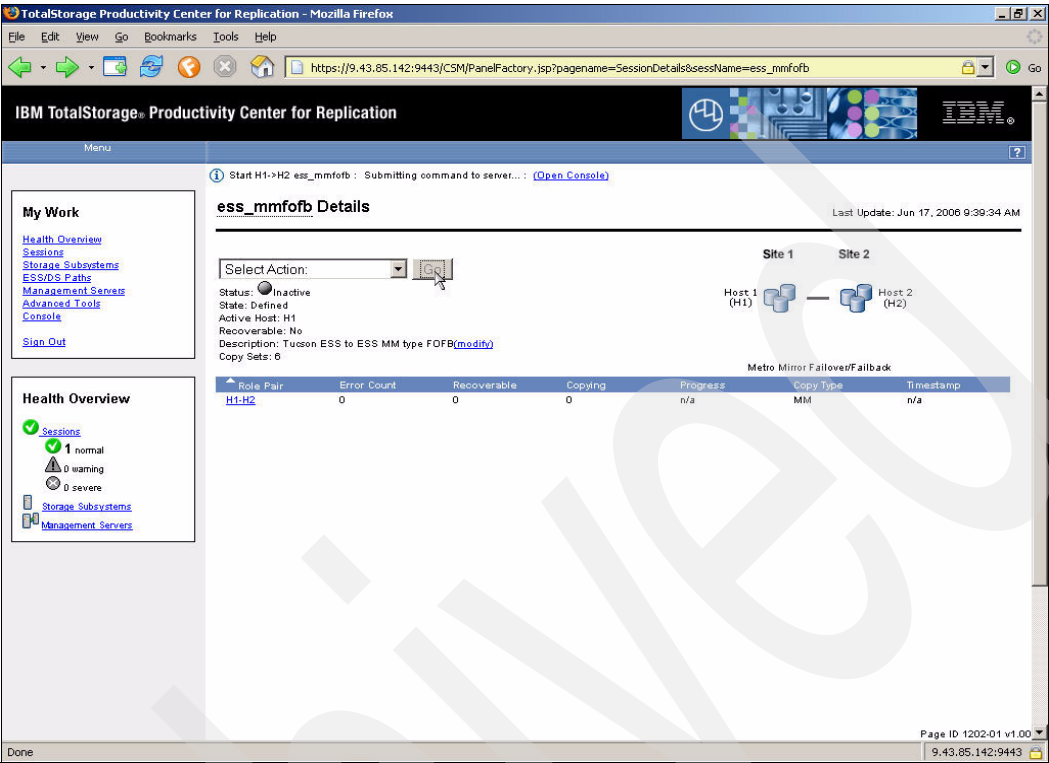 TotalStorage Productivity Center for Replication - Mozilla Firefox
File Edit View Go Bookmarks Tools Help
https://9.43.85.142:9443/CSM/PanelFactory.jsp?pagename=SessionDetails&sessName=ess_mmfofb
Go
IBM TotalStorage® Productivity Center for Replication
IBM®
Menu
?
Start H1->H2 ess_mmfofb : Submitting command to server... : (Open Console)
My Work
Health Overview
Sessions
Storage Subsystems
ESS/DS Paths
Management Servers
Advanced Tools
Console
Sign Out
Health Overview
Sessions
1 normal
0 warning
0 severe
Storage Subsystems
Management Servers
ess_mmfofb Details
Last Update: Jun 17, 2006 9:39:34 AM
Select Action:
Go
Status: Inactive
State: Defined
Active Host: H1
Recoverable: No
Description: Tucson ESS to ESS MM type FOFB(modify)
Copy Sets: 6
Site 1 Site 2
Host 1 Host 2
(H1) (H2)
Metro Mirror Failover/Failback
Role Pair Error Count Recoverable Copying Progress Copy Type Timestamp
H1-H2 0 0 0 n/a MM n/a
Page ID 1202-01 v1.00
Done
9.43.85.142:9443